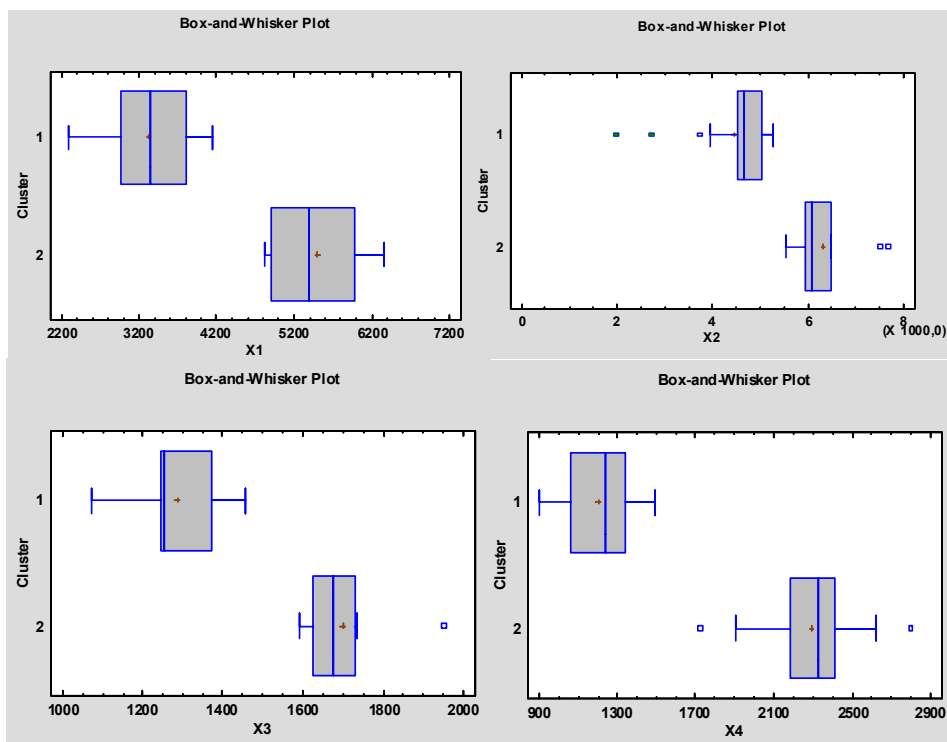 Box-and-Whisker Plot
Cluster
1
2
2200 3200 4200 5200 6200 7200
X1
Box-and-Whisker Plot
Cluster
1
2
0 2 4 6 8
(X 1000,0)
X2
Box-and-Whisker Plot
Cluster
1
2
1000 1200 1400 1600 1800 2000
X3
Box-and-Whisker Plot
Cluster
1
2
900 1300 1700 2100 2500 2900
X4